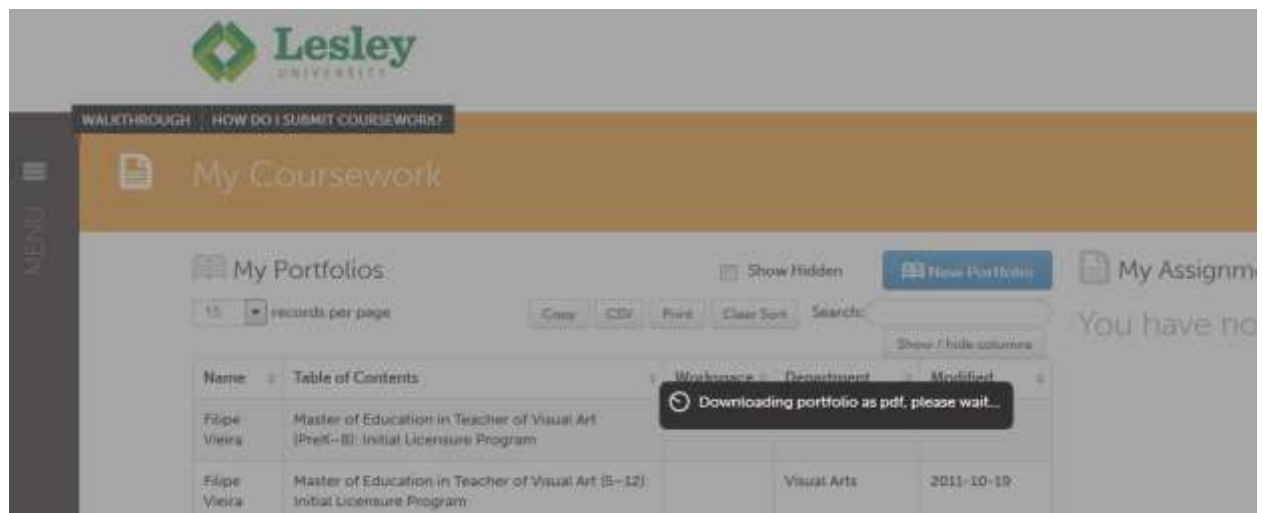 Lesley
UNIVERSITY
WALKTHROUGH HOW DO I SUBMIT COURSEWORK?
MENU
My Coursework
My Portfolios
Show Hidden
New Portfolio
My Assignm
15 records per page
Copy CSV Print Clear Sort Search:
You have no
Show / hide columns
Name Table of Contents Workspace Department Modified
Downloading portfolio as pdf, please wait...
Filipe
Vieira
Master of Education in Teacher of Visual Art
(PreK–8): Initial Licensure Program
Filipe
Vieira
Master of Education in Teacher of Visual Art (5–12):
Initial Licensure Program
Visual Arts
2011-10-19